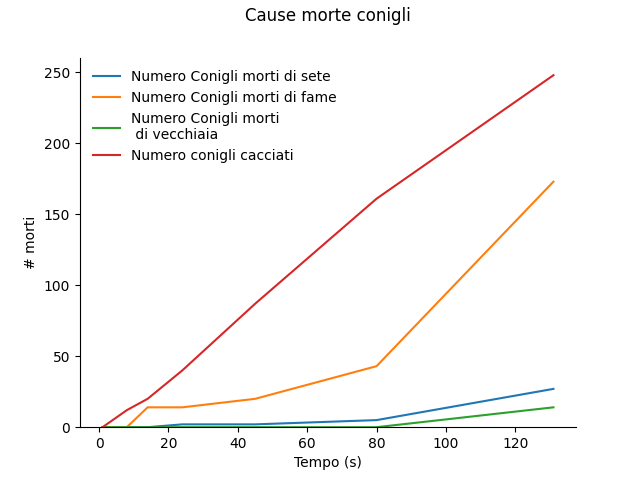 Cause morte conigli
250
200
150
100
50
0
# morti
Numero Conigli morti di sete
Numero Conigli morti di fame
Numero Conigli morti
di vecchiaia
Numero conigli cacciati
0 20 40 60 80 100 120
Tempo (s)